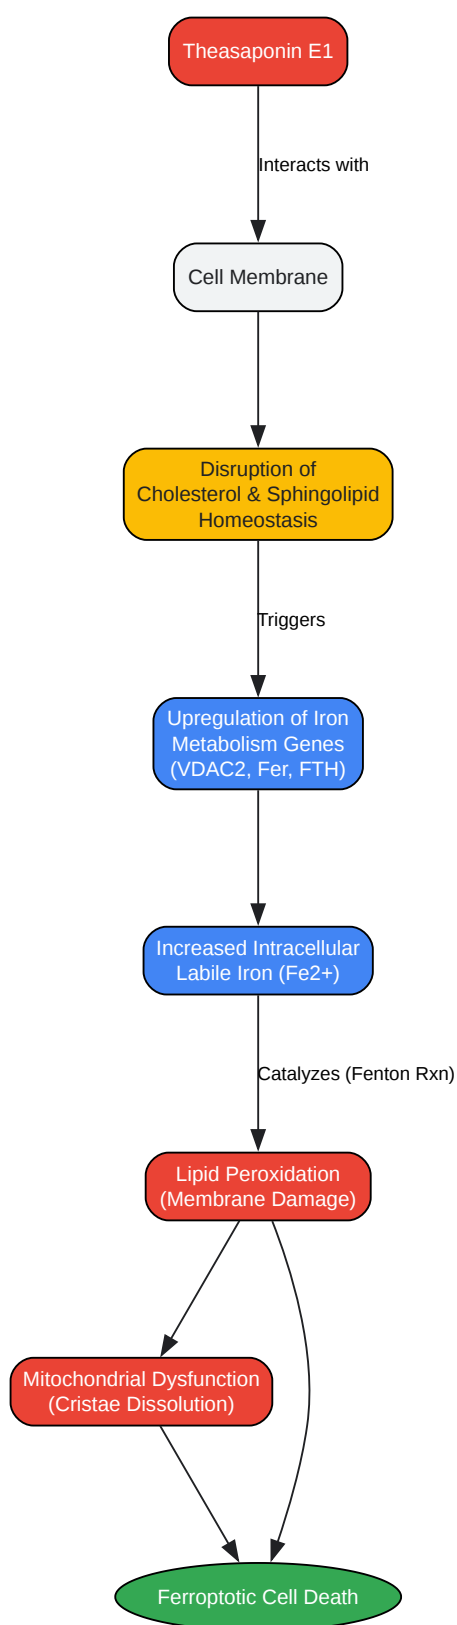 Theasaponin E1
Interacts with
Cell Membrane
Disruption of
Cholesterol & Sphingolipid
Homeostasis
Triggers
Upregulation of Iron
Metabolism Genes
(VDAC2, Fer, FTH)
Increased Intracellular
Labile Iron (Fe2+)
Catalyzes (Fenton Rxn)
Lipid Peroxidation
(Membrane Damage)
Mitochondrial Dysfunction
(Cristae Dissolution)
Ferroptotic Cell Death